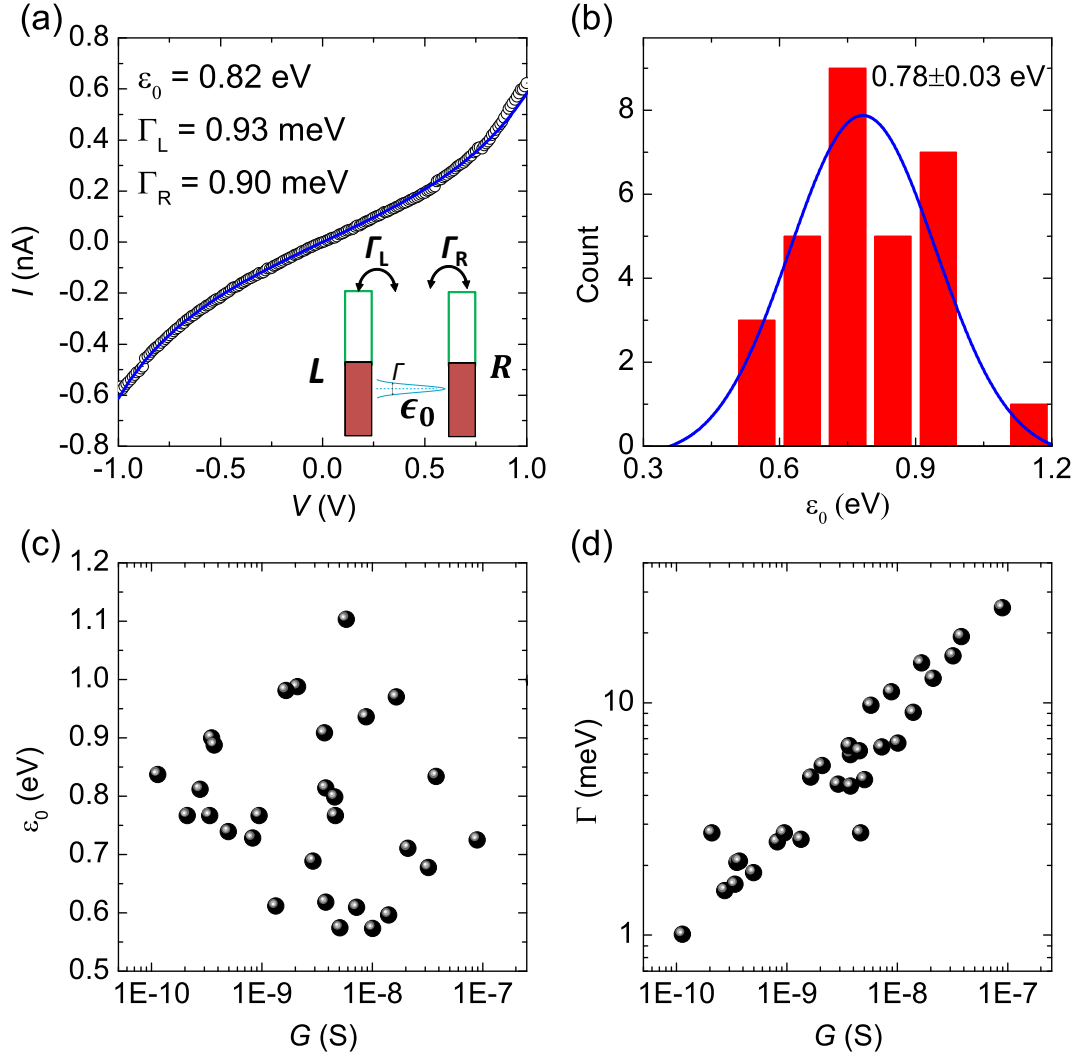 (a)
0.8
0.6
0.4
0.2
0.0
-0.2
-0.4
-0.6
-0.8
I (nA)
ε₀ = 0.82 eV
Γ_L = 0.93 meV
Γ_R = 0.90 meV
Γ_L
Γ_R
L
R
Γ
ϵ₀
-1.0 -0.5 0.0 0.5 1.0
V (V)
(b)
0.78±0.03 eV
8
6
4
2
0
Count
0.3 0.6 0.9 1.2
ε₀ (eV)
(c)
1.2
1.1
1.0
0.9
0.8
0.7
0.6
0.5
ε₀ (eV)
1E-10 1E-9 1E-8 1E-7
G (S)
(d)
10
1
Γ (meV)
1E-10 1E-9 1E-8 1E-7
G (S)